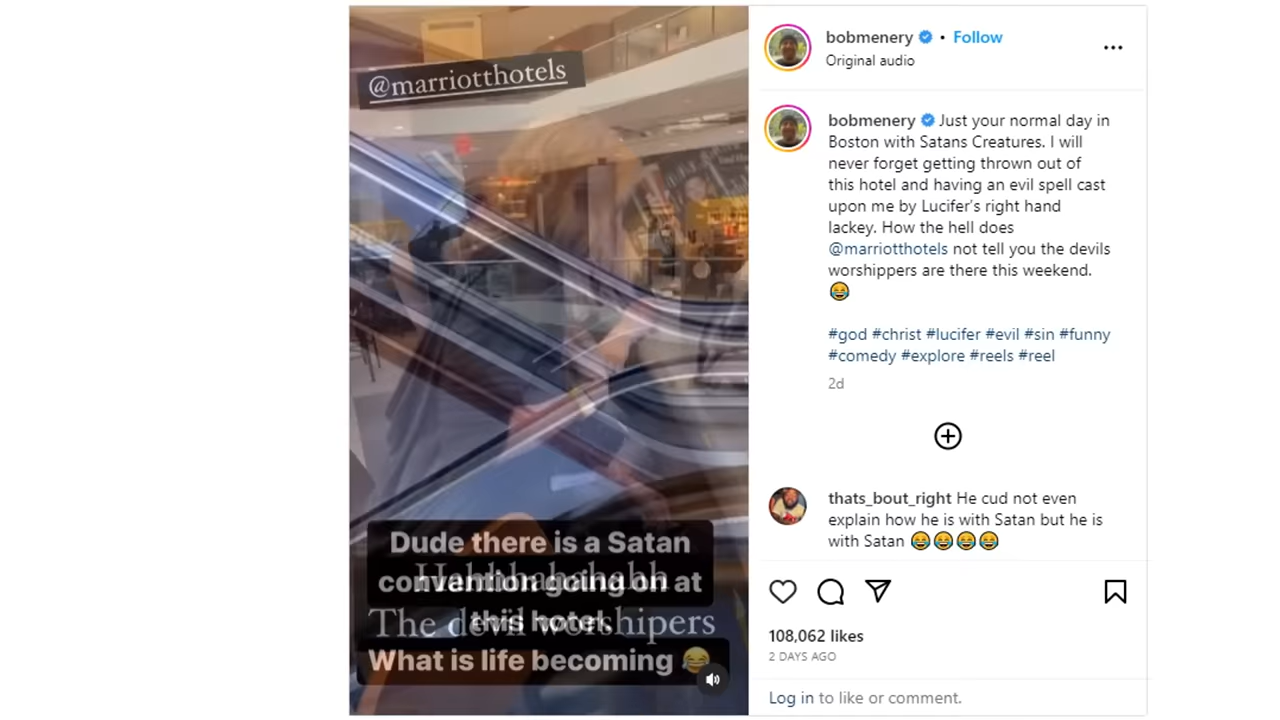 @marriotthotels
Dude there is a Satan
convention going on at
Hahhhahahahh
this hotel.
The devil worshipers
What is life becoming 😂
bobmenery • Follow
Original audio
bobmenery Just your normal day in
Boston with Satans Creatures. I will
never forget getting thrown out of
this hotel and having an evil spell cast
upon me by Lucifer's right hand
lackey. How the hell does
@marriotthotels not tell you the devils
worshippers are there this weekend.
😂
#god #christ #lucifer #evil #sin #funny
#comedy #explore #reels #reel
2d
thats_bout_right He cud not even
explain how he is with Satan but he is
with Satan 😂😂😂😂
108,062 likes
2 DAYS AGO
Log in to like or comment.